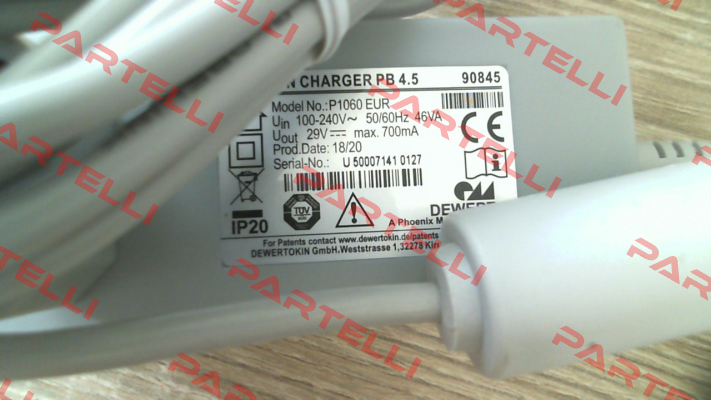 CHARGER PB 4.5 90845
Model No.: P1060 EUR
Uin 100-240V~ 50/60Hz 46VA
Uout 29V⎓ max. 700mA
Prod.Date: 18/20
Serial-No.: U 50007141 0127
CE
IP20
TÜV
DEWERT
A Phoenix
For Patents contact www.dewertokin.de/patents
DEWERTOKIN GmbH.Weststrasse 1,32278
PARTELLI
PARTELLI
PARTELLI
PARTELLI
PARTELLI
PARTELLI
PARTELLI